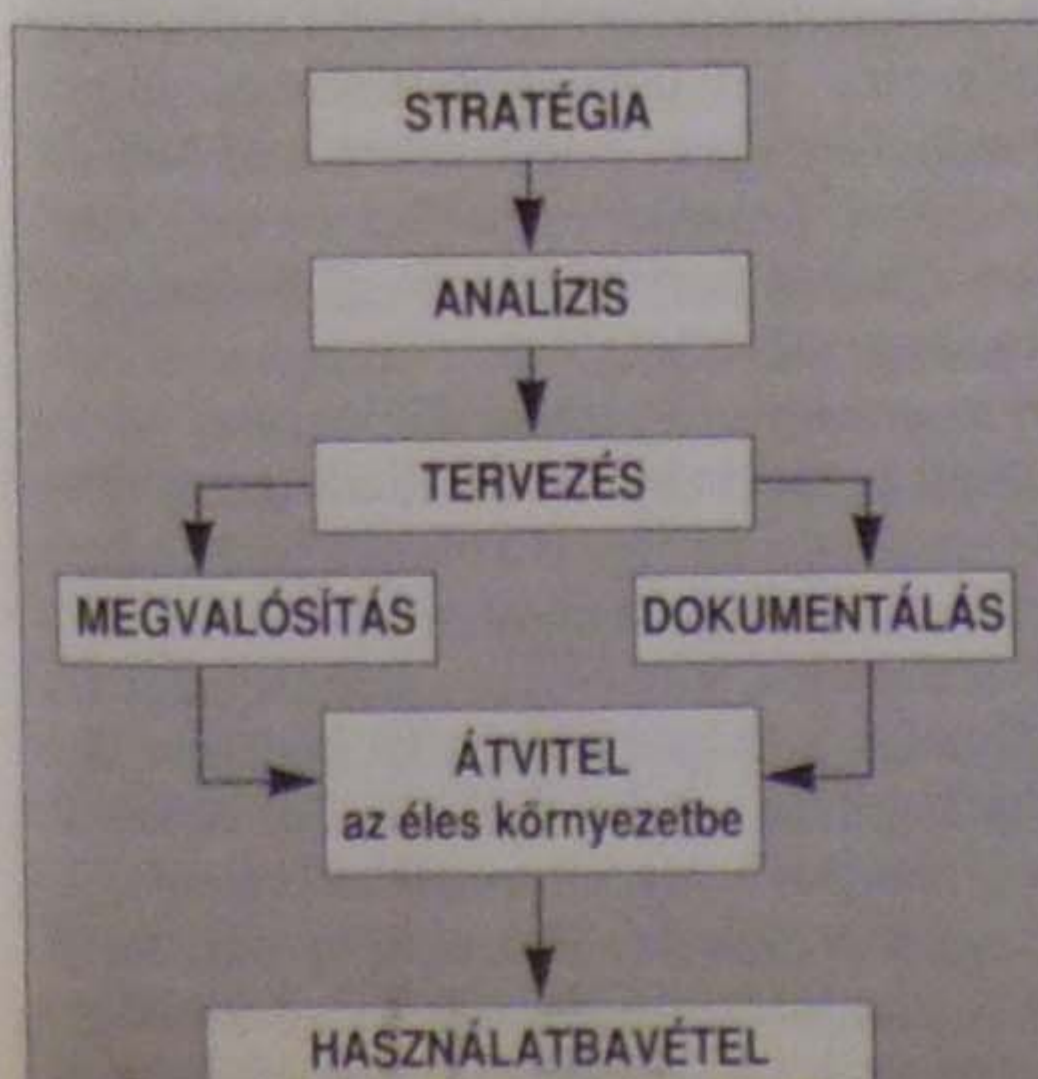 STRATÉGIA
ANALÍZIS
TERVEZÉS
MEGVALÓSÍTÁS
DOKUMENTÁLÁS
ÁTVITEL
az éles környezetbe
HASZNÁLATBAVÉTEL